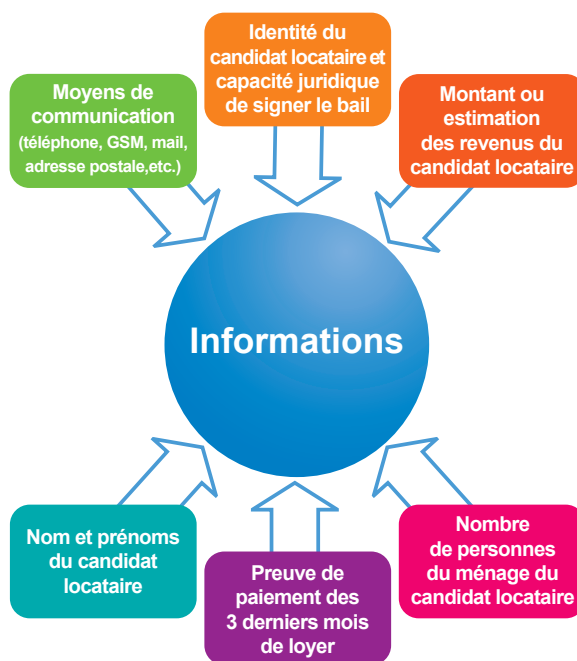 Identité du
candidat locataire et
capacité juridique
de signer le bail
Moyens de
communication
(téléphone, GSM, mail,
adresse postale,etc.)
Montant ou
estimation
des revenus du
candidat locataire
Informations
Nom et prénoms
du candidat
locataire
Preuve de
paiement des
3 derniers mois
de loyer
Nombre
de personnes
du ménage du
candidat locataire